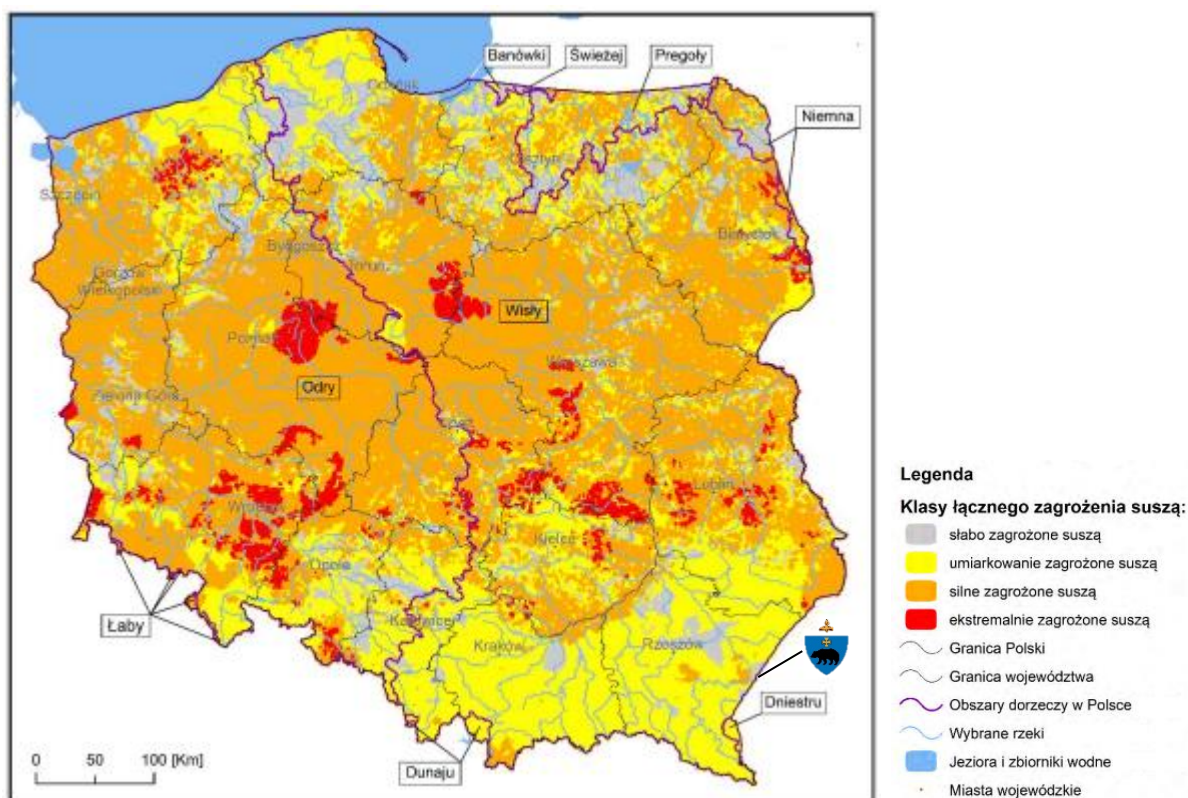 Banówki
Świeżej
Pregoły
Gdańsk
Niemna
Olsztyn
Szczecin
Białystok
Bydgoszcz
Toruń
Gorzów
Wielkopolski
Wisły
Poznań
Warszawa
Odry
Zielona Góra
Łódź
Lublin
Wrocław
Kielce
Opole
Łaby
Katowice
Kraków
Rzeszów
Dniestru
Dunaju
0 50 100 [Km]
Legenda
Klasy łącznego zagrożenia suszą:
słabo zagrożone suszą
umiarkowanie zagrożone suszą
silne zagrożone suszą
ekstremalnie zagrożone suszą
Granica Polski
Granica województwa
Obszary dorzeczy w Polsce
Wybrane rzeki
Jeziora i zbiorniki wodne
Miasta wojewódzkie